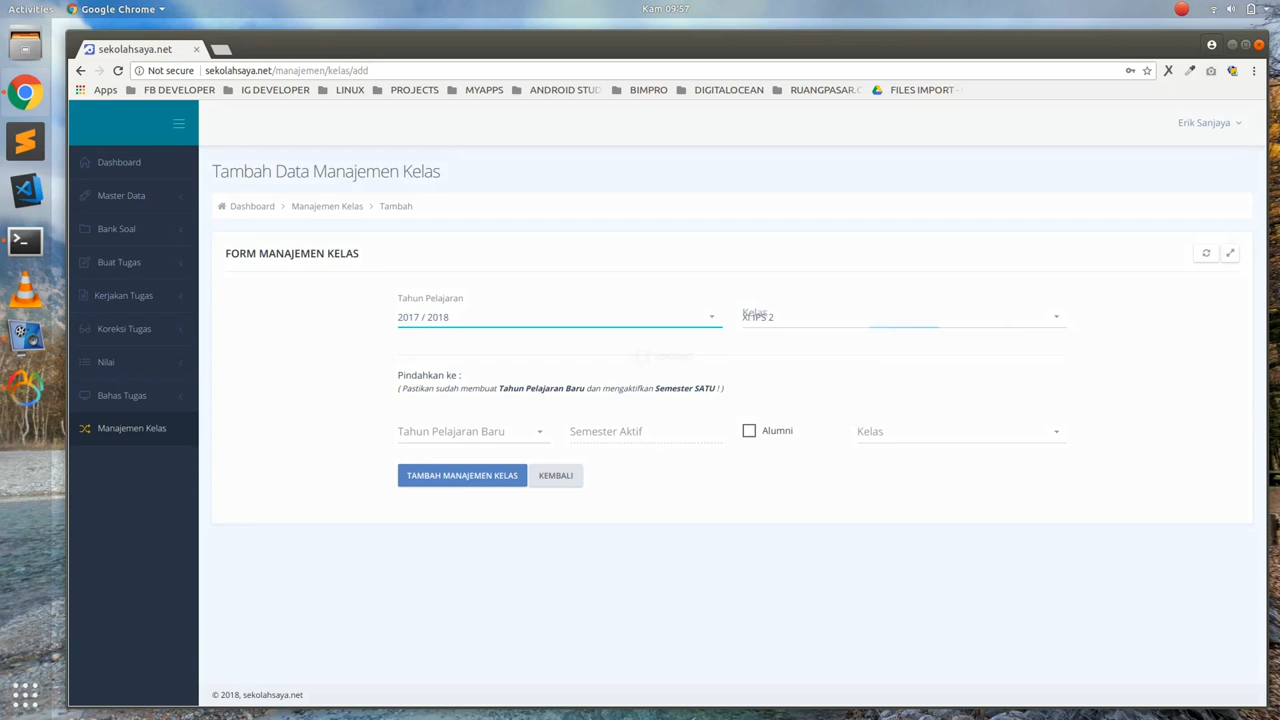 Activities
Google Chrome
Kam 09:57
sekolahsaya.net
Not secure
sekolahsaya.net/manajemen/kelas/add
Apps
FB DEVELOPER
IG DEVELOPER
LINUX
PROJECTS
MYAPPS
ANDROID STUD
BIMPRO
DIGITALOCEAN
RUANGPASAR.C
FILES IMPORT -
Erik Sanjaya
Dashboard
Master Data
Bank Soal
Buat Tugas
Kerjakan Tugas
Koreksi Tugas
Nilai
Bahas Tugas
Manajemen Kelas
Tambah Data Manajemen Kelas
Dashboard > Manajemen Kelas > Tambah
FORM MANAJEMEN KELAS
Tahun Pelajaran
2017 / 2018
Kelas
XI IPS 2
Pindahkan ke :
( Pastikan sudah membuat Tahun Pelajaran Baru dan mengaktifkan Semester SATU ! )
Tahun Pelajaran Baru
Semester Aktif
Alumni
Kelas
TAMBAH MANAJEMEN KELAS
KEMBALI
© 2018, sekolahsaya.net